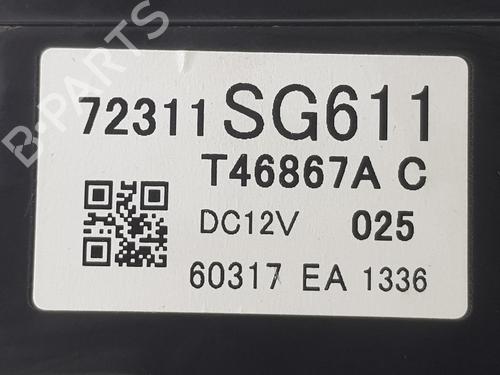 B-PARTS
72311 SG611
T46867A C
DC12V 025
60317 EA 1336